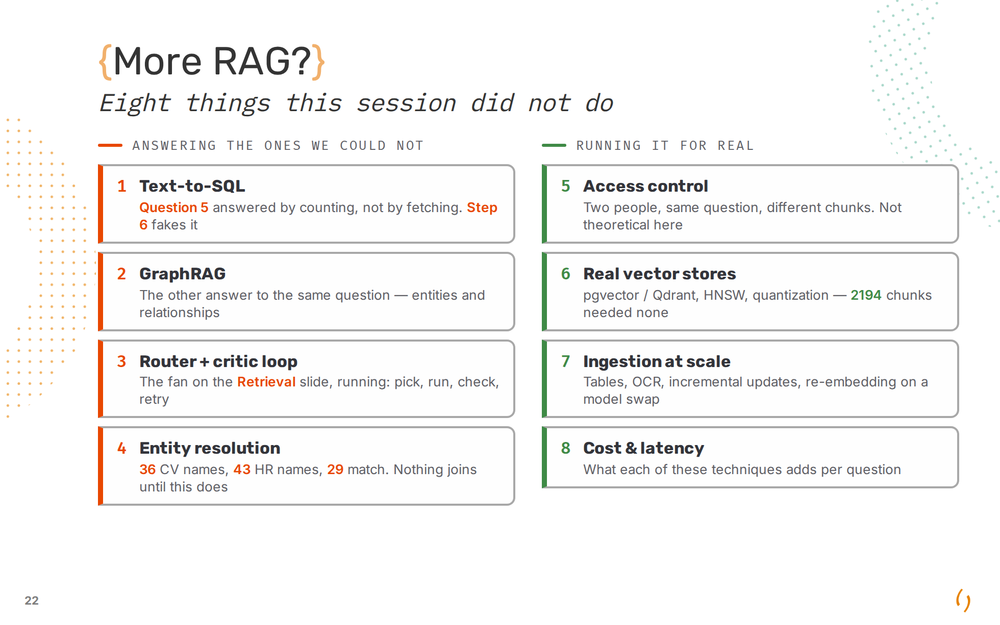 {More RAG?}
Eight things this session did not do
ANSWERING THE ONES WE COULD NOT
1 Text-to-SQL
Question 5 answered by counting, not by fetching. Step
6 fakes it
2 GraphRAG
The other answer to the same question — entities and
relationships
3 Router + critic loop
The fan on the Retrieval slide, running: pick, run, check,
retry
4 Entity resolution
36 CV names, 43 HR names, 29 match. Nothing joins
until this does
RUNNING IT FOR REAL
5 Access control
Two people, same question, different chunks. Not
theoretical here
6 Real vector stores
pgvector / Qdrant, HNSW, quantization — 2194 chunks
needed none
7 Ingestion at scale
Tables, OCR, incremental updates, re-embedding on a
model swap
8 Cost & latency
What each of these techniques adds per question
22